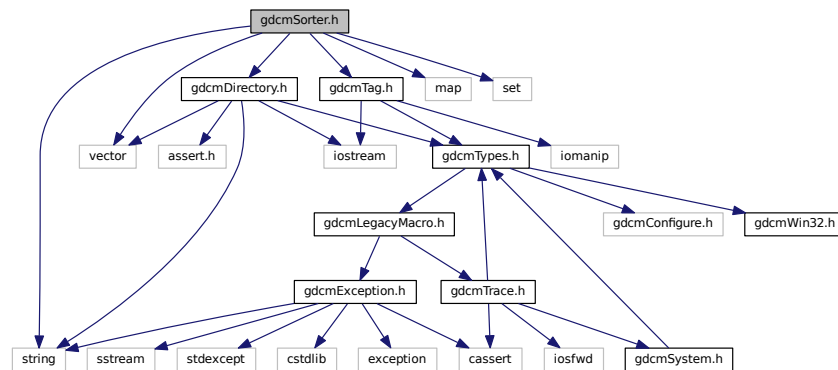 gdcmSorter.h
gdcmDirectory.h
gdcmTag.h
map
set
vector
assert.h
iostream
gdcmTypes.h
iomanip
gdcmLegacyMacro.h
gdcmConfigure.h
gdcmWin32.h
gdcmException.h
gdcmTrace.h
string
sstream
stdexcept
cstdlib
exception
cassert
iosfwd
gdcmSystem.h